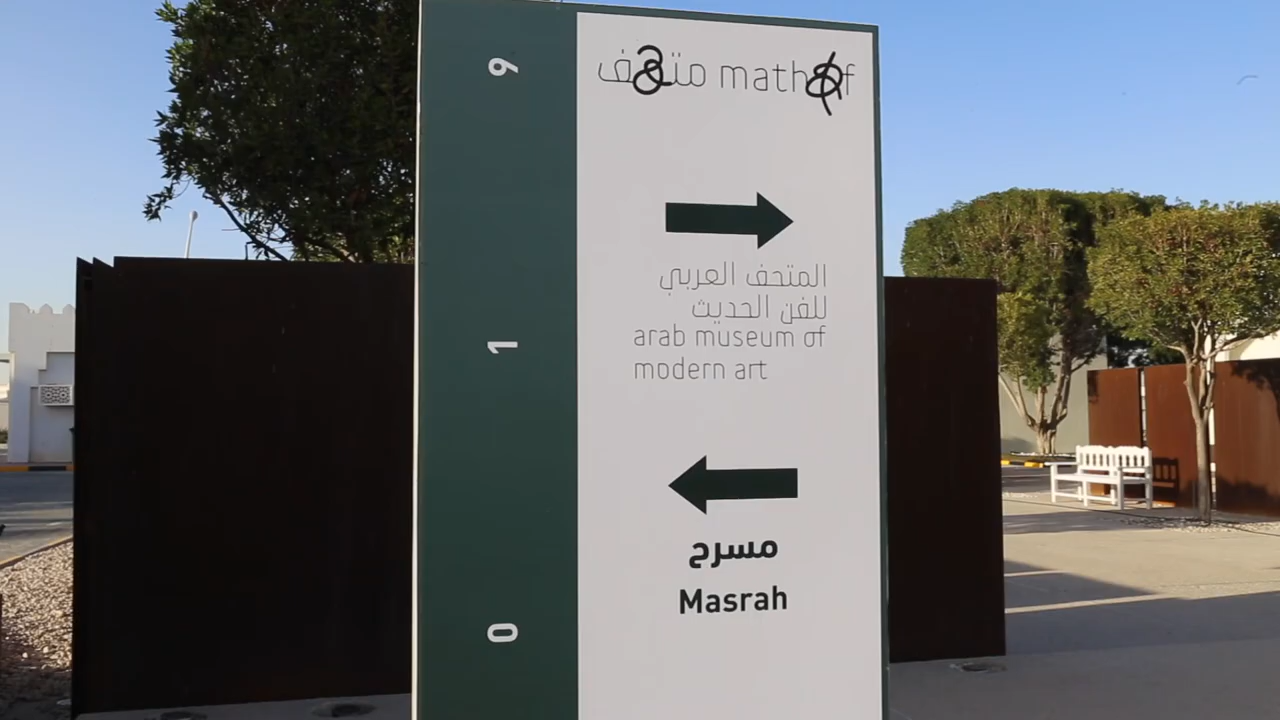 متحف mathaf
المتحف العربي
للفن الحديث
arab museum of
modern art
مسرح
Masrah
9
1
0